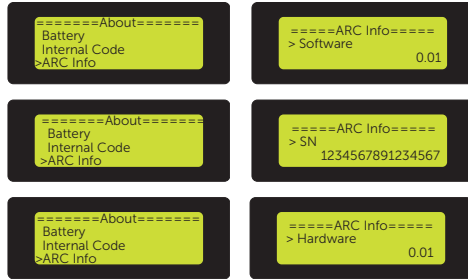 =======About=======
Battery
Internal Code
>ARC Info
=====ARC Info=====
> Software
0.01
=======About=======
Battery
Internal Code
>ARC Info
=====ARC Info=====
> SN
1234567891234567
=======About=======
Battery
Internal Code
>ARC Info
=====ARC Info=====
> Hardware
0.01